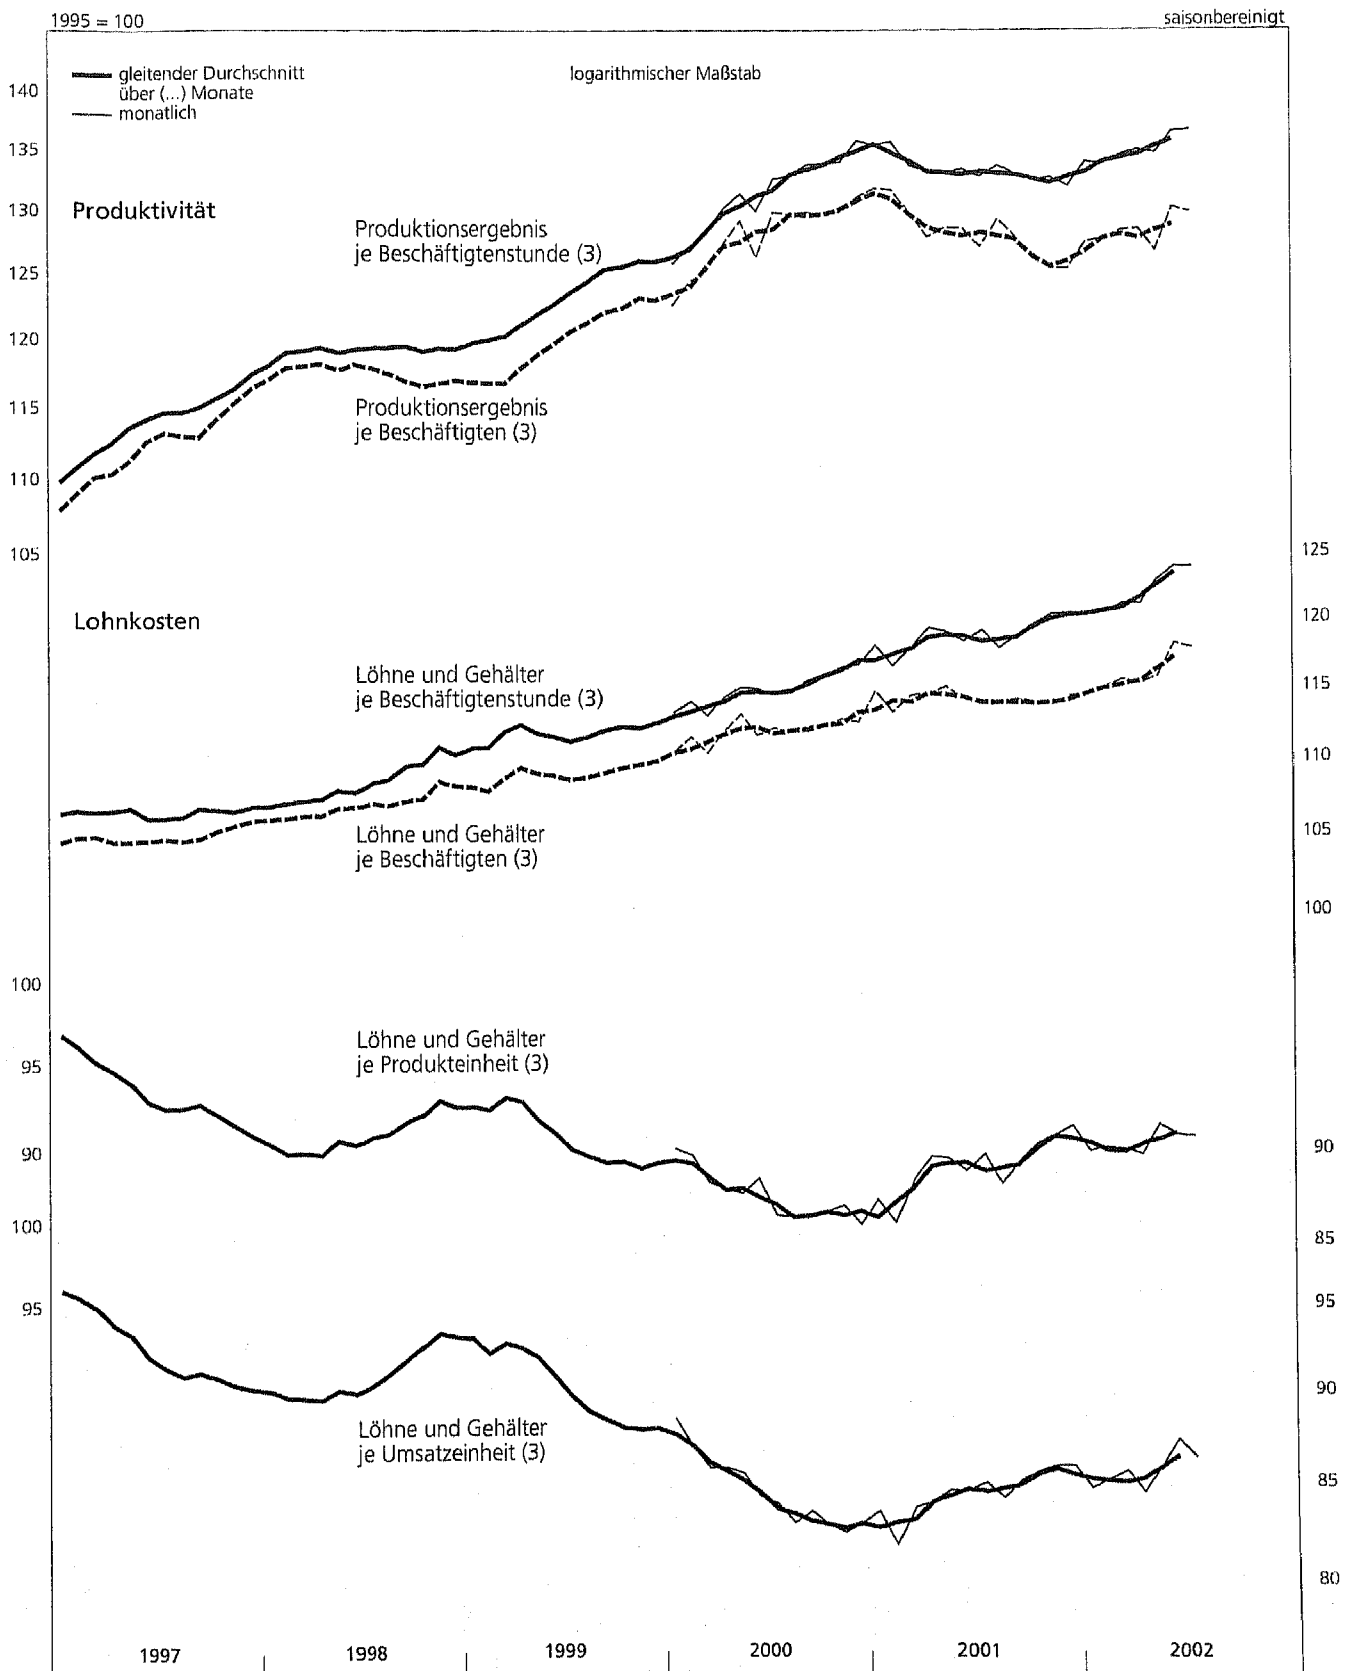 1995 = 100
saisonbereinigt
gleitender Durchschnitt
über (...) Monate
monatlich
logarithmischer Maßstab
140
135
130
125
120
115
110
105
Produktivität
Produktionsergebnis
je Beschäftigtenstunde (3)
Produktionsergebnis
je Beschäftigten (3)
125
120
115
110
105
100
Lohnkosten
Löhne und Gehälter
je Beschäftigtenstunde (3)
Löhne und Gehälter
je Beschäftigten (3)
100
95
90
Löhne und Gehälter
je Produkteinheit (3)
90
85
100
95
95
90
85
80
Löhne und Gehälter
je Umsatzeinheit (3)
1997 1998 1999 2000 2001 2002